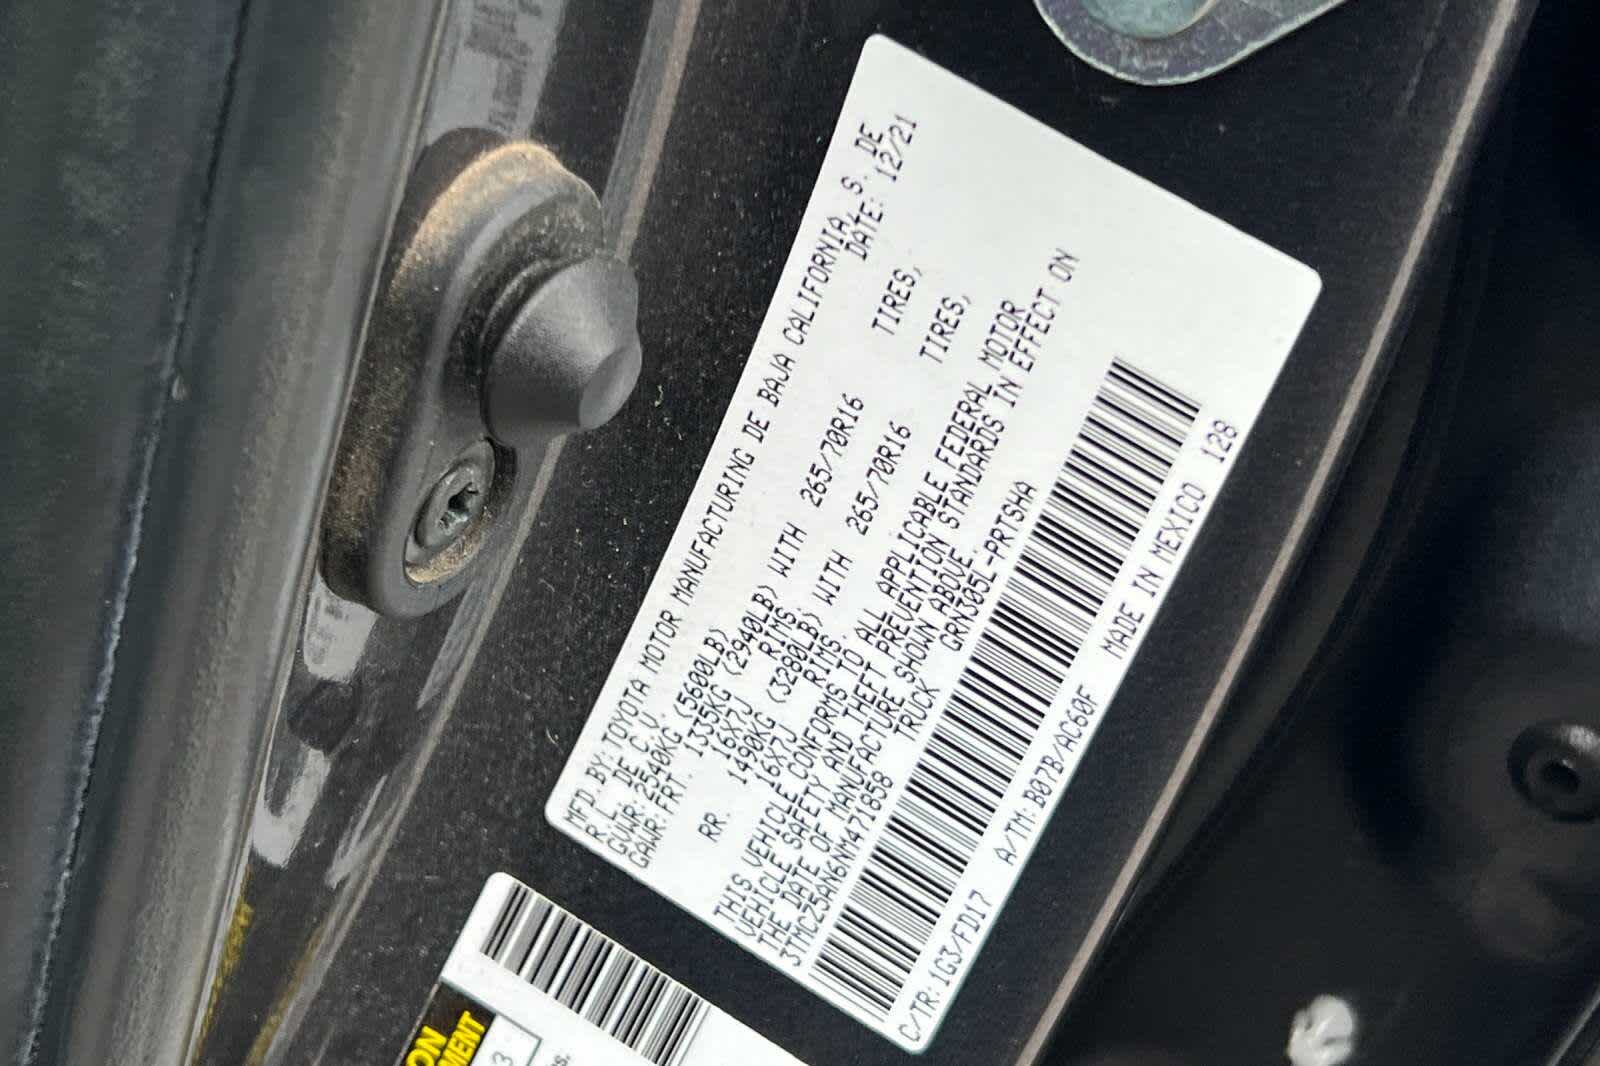 MFD.BY:TOYOTA MOTOR MANUFACTURING DE BAJA CALIFORNIA, S. DE
R.L.DE C.V. DATE: 12/21
GVWR:2540KG (5600LB)
GAWR:FRT. 1335KG (2940LB) WITH 265/70R16 TIRES,
16X7J RIMS,
RR. 1490KG (3280LB) WITH 265/70R16 TIRES,
16X7J RIMS.
THIS VEHICLE CONFORMS TO ALL APPLICABLE FEDERAL MOTOR
VEHICLE SAFETY AND THEFT PREVENTION STANDARDS IN EFFECT ON
THE DATE OF MANUFACTURE SHOWN ABOVE.
3TMCZ5AN6NM471858 TRUCK GRN305L-PRTSHA
C/TR:1G3/FD17 A/TM:B07B/AC60F MADE IN MEXICO 128
ON
MENT
3